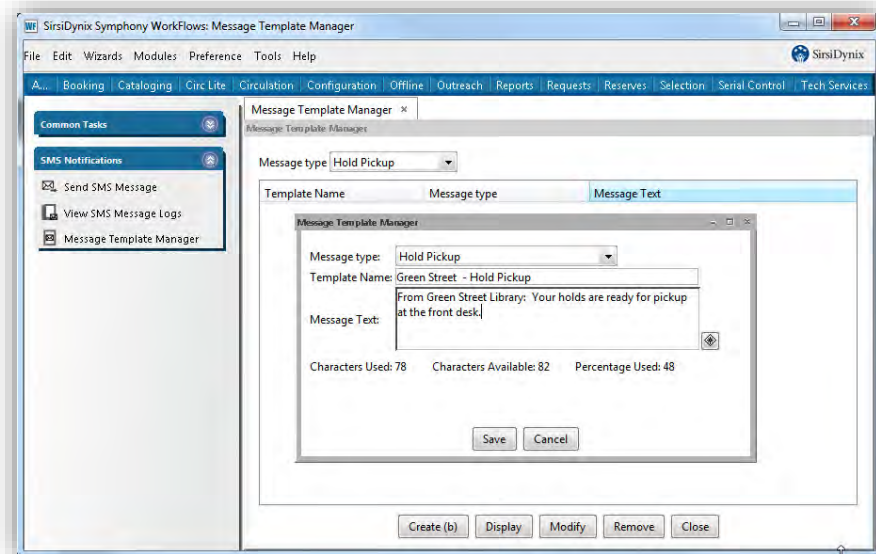 WF SirsiDynix Symphony WorkFlows: Message Template Manager
File Edit Wizards Modules Preference Tools Help
SirsiDynix
A... Booking Cataloging Circ Lite Circulation Configuration Offline Outreach Reports Requests Reserves Selection Serial Control Tech Services
Message Template Manager ×
Message Template Manager
Common Tasks
SMS Notifications
Send SMS Message
View SMS Message Logs
Message Template Manager
Message type Hold Pickup
Template Name Message type Message Text
Message Template Manager
Message type: Hold Pickup
Template Name: Green Street - Hold Pickup
Message Text: From Green Street Library: Your holds are ready for pickup
at the front desk.
Characters Used: 78 Characters Available: 82 Percentage Used: 48
Save Cancel
Create (b) Display Modify Remove Close